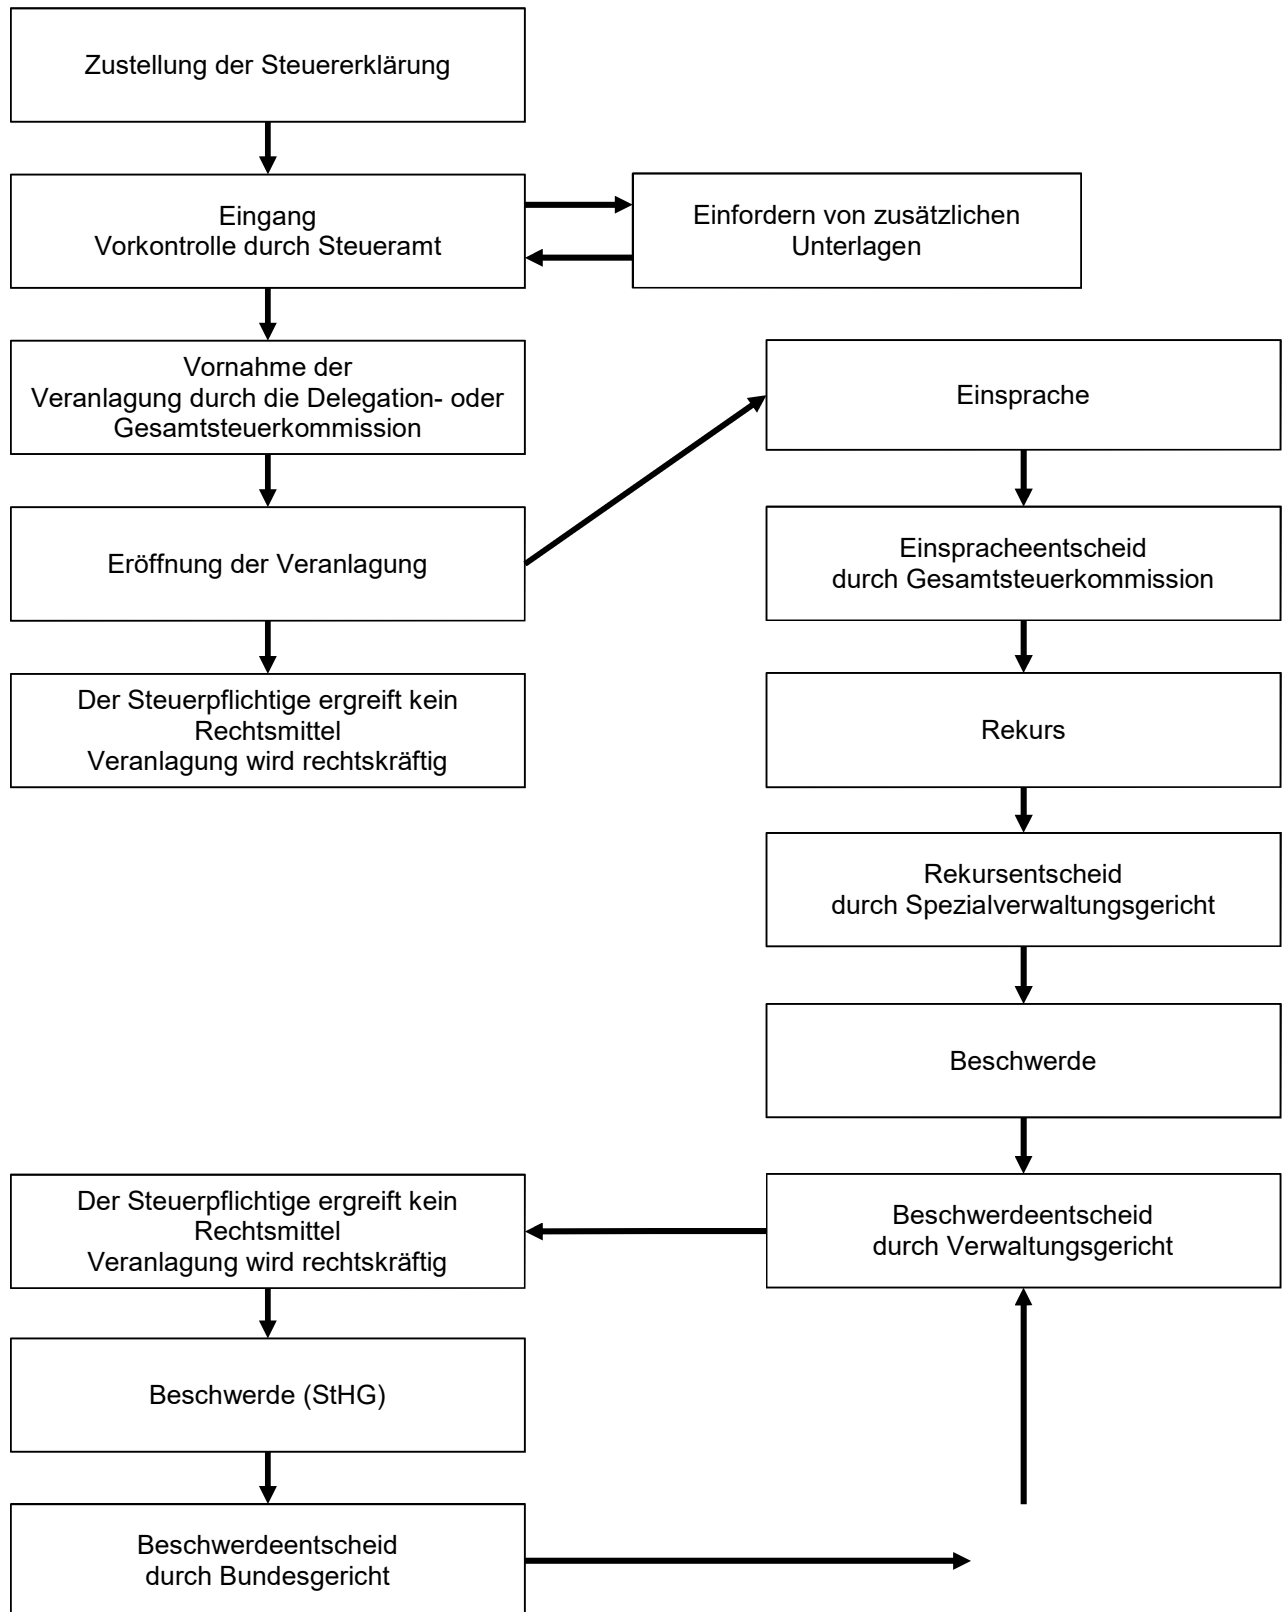 Zustellung der Steuererklärung
Eingang
Vorkontrolle durch Steueramt
Einfordern von zusätzlichen
Unterlagen
Vornahme der
Veranlagung durch die Delegation- oder
Gesamtsteuerkommission
Einsprache
Eröffnung der Veranlagung
Einspracheentscheid
durch Gesamtsteuerkommission
Der Steuerpflichtige ergreift kein
Rechtsmittel
Veranlagung wird rechtskräftig
Rekurs
Rekursentscheid
durch Spezialverwaltungsgericht
Beschwerde
Der Steuerpflichtige ergreift kein
Rechtsmittel
Veranlagung wird rechtskräftig
Beschwerdeentscheid
durch Verwaltungsgericht
Beschwerde (StHG)
Beschwerdeentscheid
durch Bundesgericht